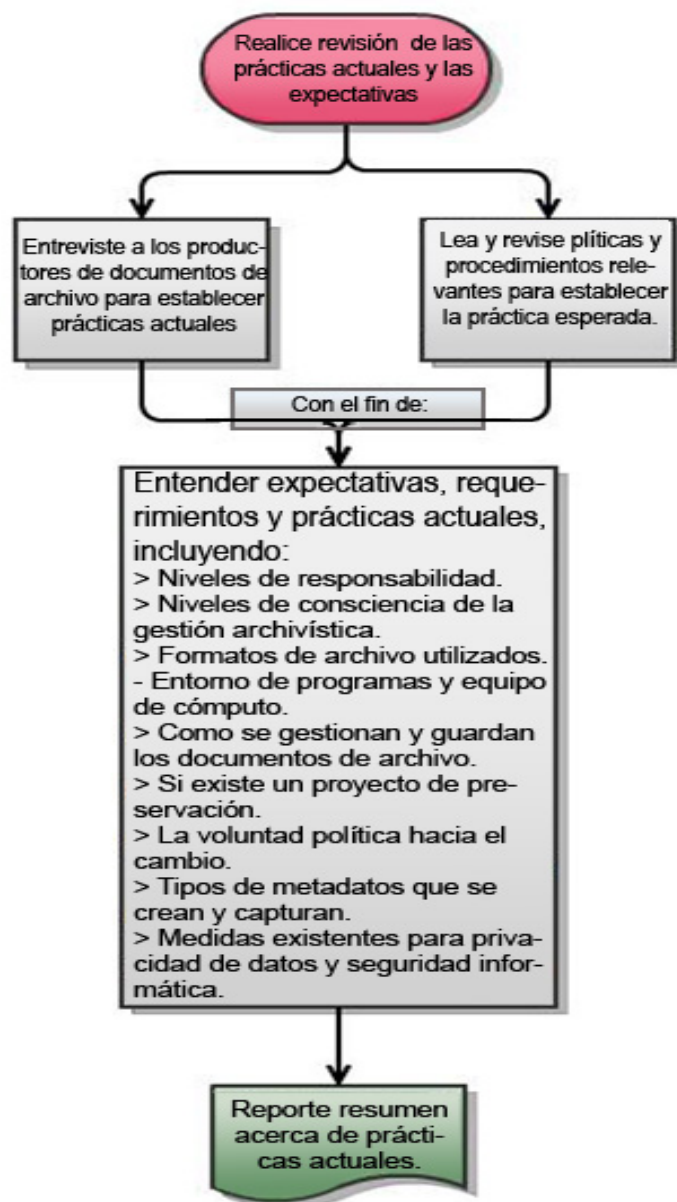 Realice revisión de las
prácticas actuales y las
expectativas
Entreviste a los produc-
tores de documentos de
archivo para establecer
prácticas actuales
Lea y revise plíticas y
procedimientos rele-
vantes para establecer
la práctica esperada.
Con el fin de:
Entender expectativas, reque-
rimientos y prácticas actuales,
incluyendo:
> Niveles de responsabilidad.
> Niveles de consciencia de la
gestión archivística.
> Formatos de archivo utilizados.
- Entorno de programas y equipo
de cómputo.
> Como se gestionan y guardan
los documentos de archivo.
> Si existe un proyecto de pre-
servación.
> La voluntad política hacia el
cambio.
> Tipos de metadatos que se
crean y capturan.
> Medidas existentes para priva-
cidad de datos y seguridad infor-
mática.
Reporte resumen
acerca de prácti-
cas actuales.